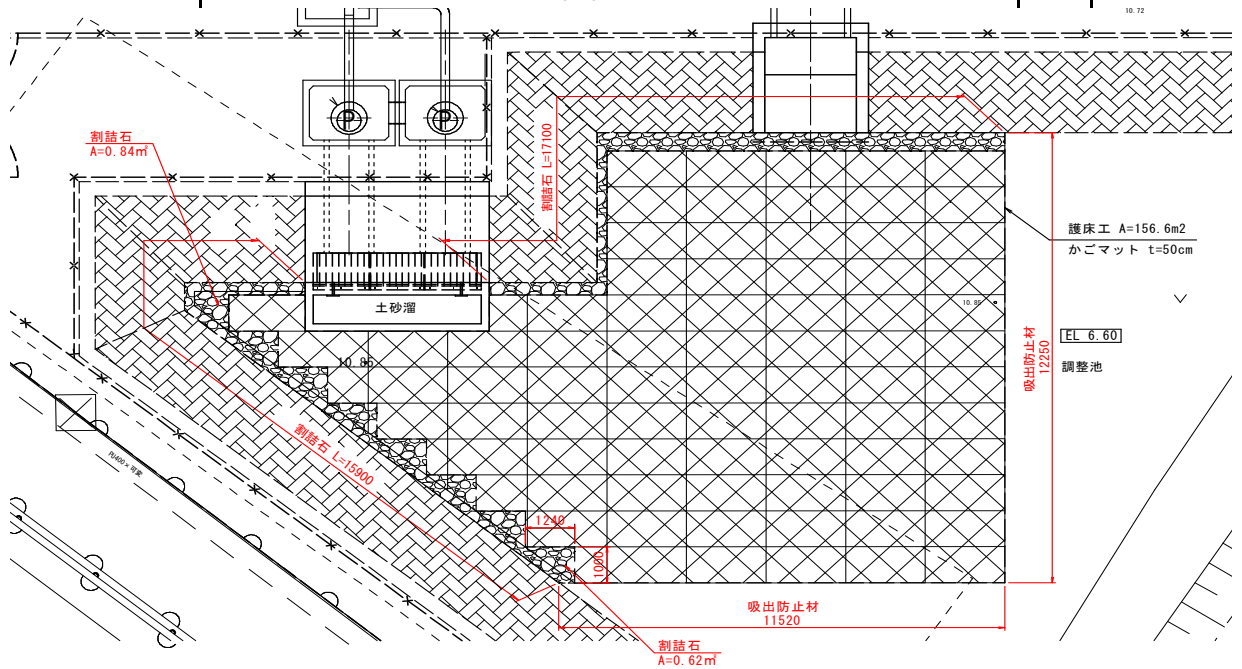 10.72
割詰石
A=0.84㎡
P
P
割詰石 L=17100
護床工 A=156.6m2
かごマット t=50cm
土砂溜
10.85
10.85
EL 6.60
調整池
吸出防止材
12250
割詰石 L=15900
PU400×可変
1240
1000
吸出防止材
11520
割詰石
A=0.62㎡